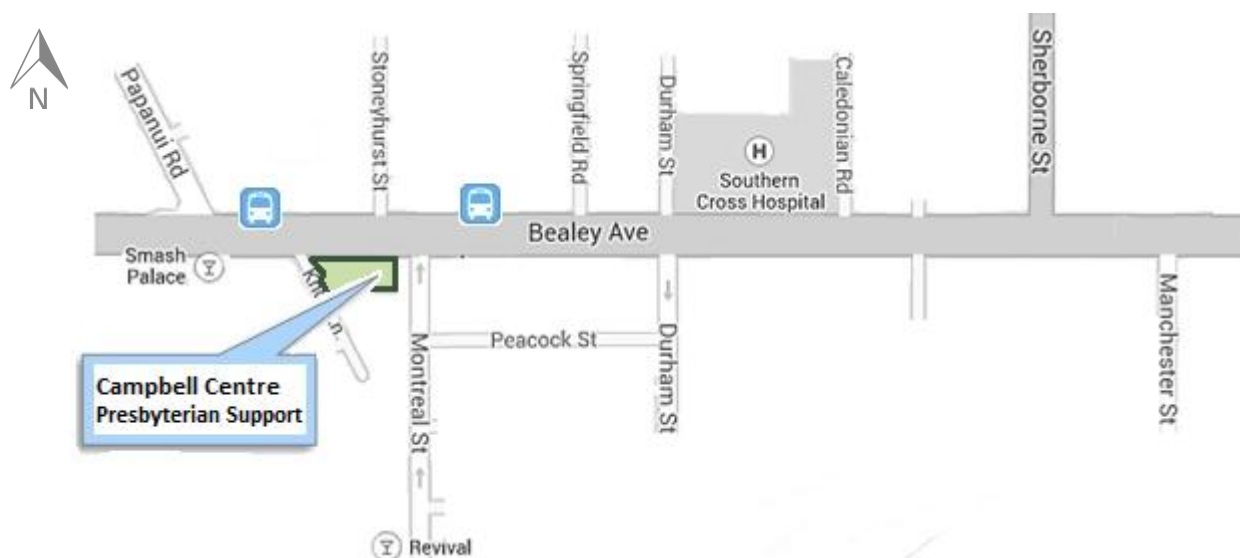 N
Papanui Rd
Stoneyhurst St
Springfield Rd
Durham St
Caledonian Rd
Sherborne St
H
Southern
Cross Hospital
Bealey Ave
Smash
Palace
Peacock St
Montreal St
Durham St
Manchester St
Campbell Centre
Presbyterian Support
Revival